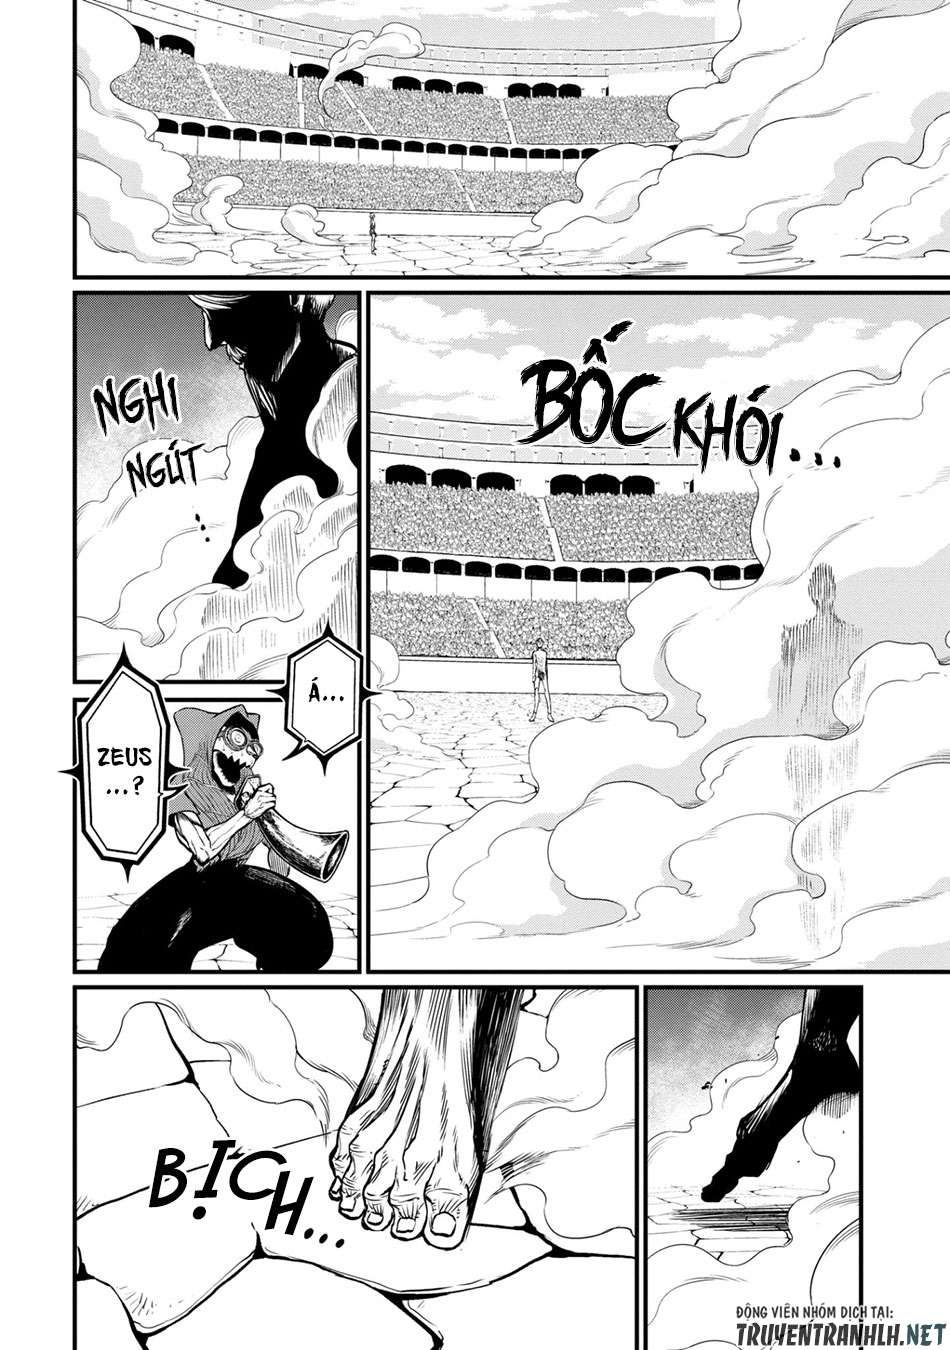 BỐC KHÓI...
NGHI
NGÚT
...
Á...
ZEUS
...?
BỊCH...
ĐỘNG VIÊN NHÓM DỊCH TẠI:
TRUYENTRANHLH.NET